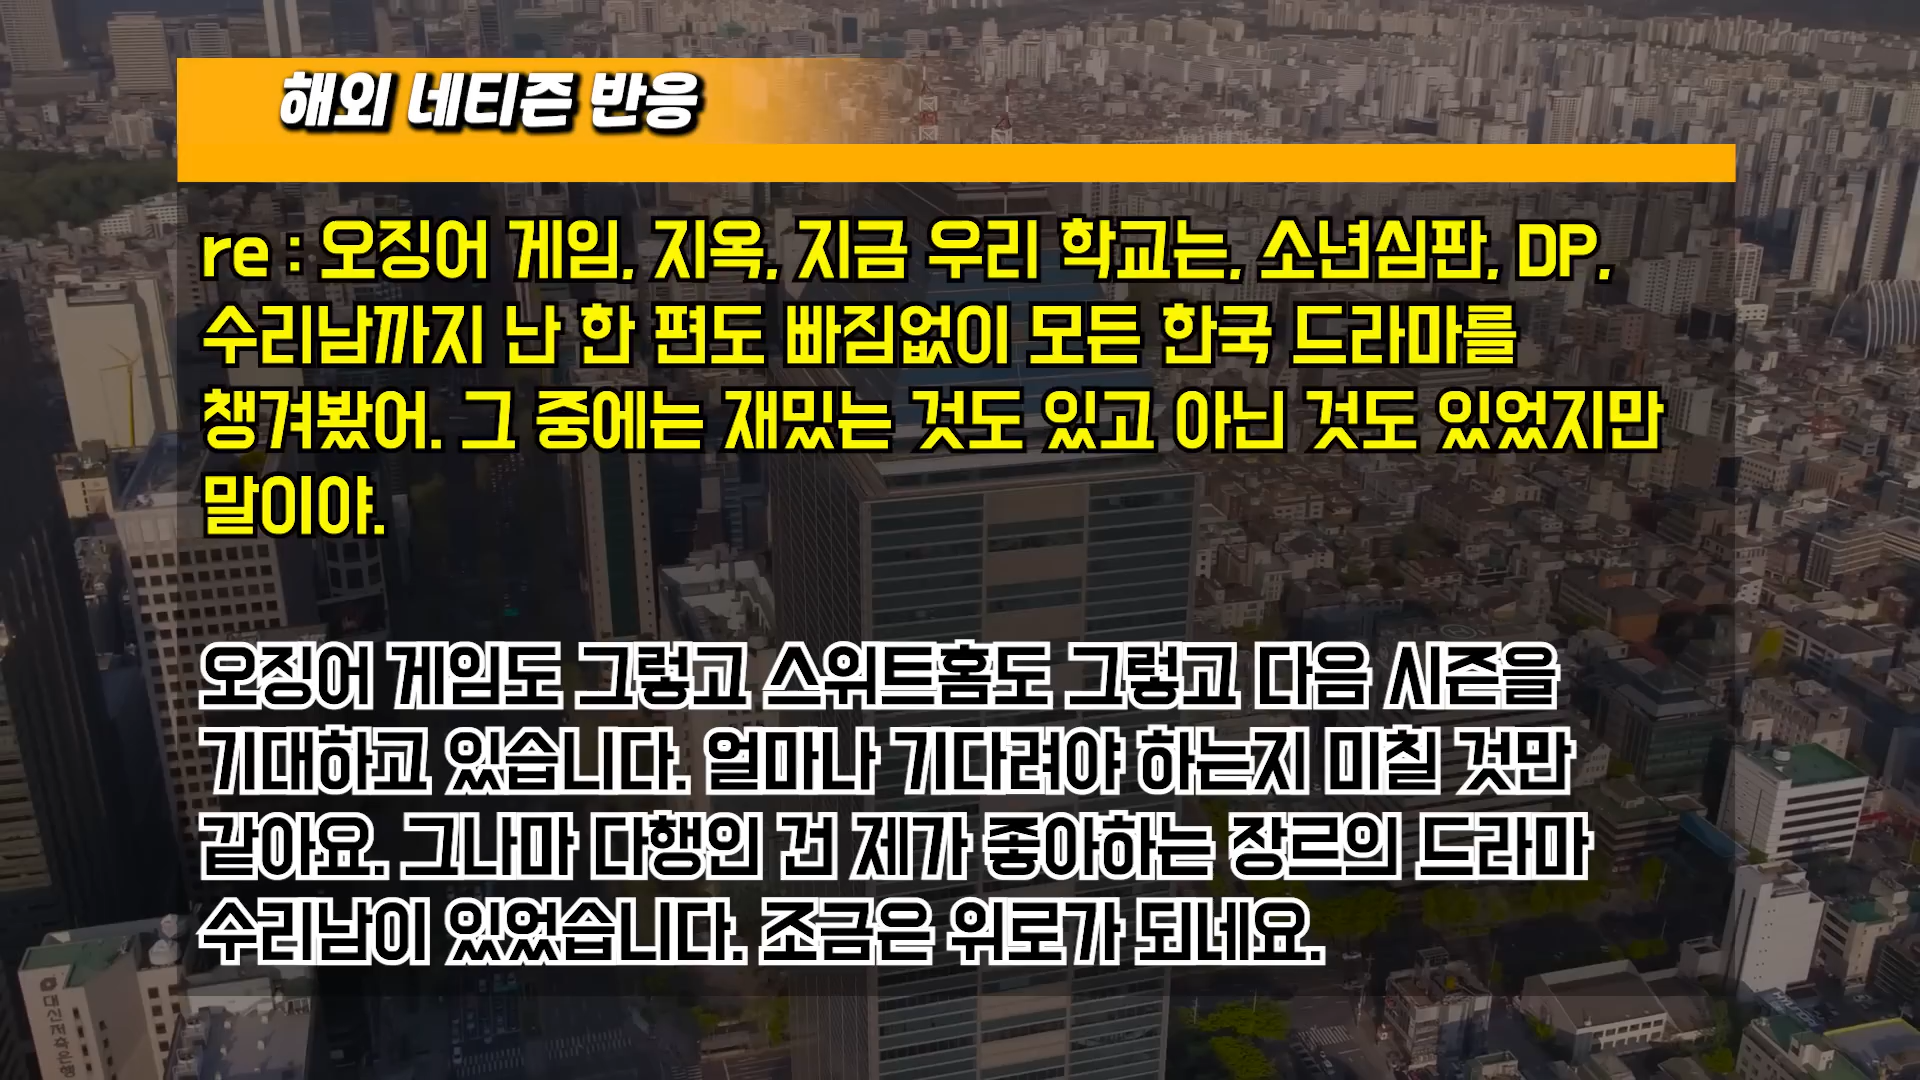 해외 네티즌 반응
re : 오징어 게임, 지옥, 지금 우리 학교는, 소년심판, DP.
수리남까지 난 한 편도 빠짐없이 모든 한국 드라마를
챙겨봤어. 그 중에는 재밌는 것도 있고 아닌 것도 있었지만
말이야.
오징어 게임도 그렇고 스위트홈도 그렇고 다음 시즌을
기대하고 있습니다. 얼마나 기다려야 하는지 미칠 것만
같아요. 그나마 다행인 건 제가 좋아하는 장르의 드라마
수리남이 있었습니다. 조금은 위로가 되네요.
대신저축은행